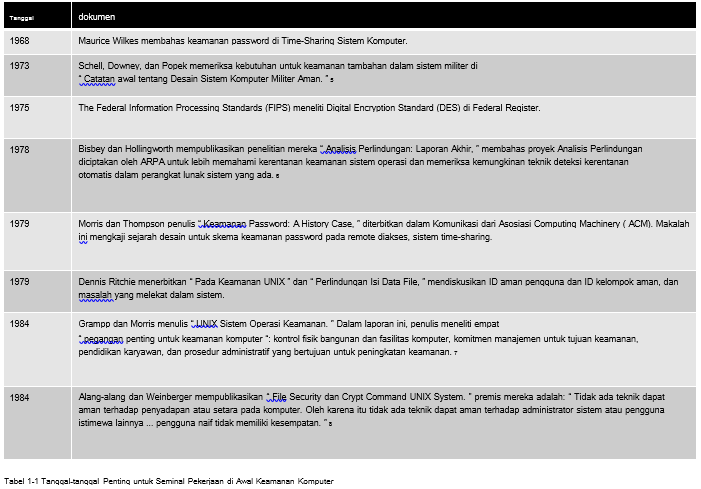 Tanggal dokumen
1968 Maurice Wilkes membahas keamanan password di Time-Sharing Sistem Komputer.
1973 Schell, Downey, dan Popek memeriksa kebutuhan untuk keamanan tambahan dalam sistem militer di
“ Catatan awal tentang Desain Sistem Komputer Militer Aman. ” 5
1975 The Federal Information Processing Standards (FIPS) meneliti Digital Encryption Standard (DES) di Federal Register.
1978 Bisbey dan Hollingworth mempublikasikan penelitian mereka “ Analisis Perlindungan: Laporan Akhir, ” membahas proyek Analisis Perlindungan
diciptakan oleh ARPA untuk lebih memahami kerentanan keamanan sistem operasi dan memeriksa kemungkinan teknik deteksi kerentanan
otomatis dalam perangkat lunak sistem yang ada. 6
1979 Morris dan Thompson penulis “ Keamanan Password: A History Case, ” diterbitkan dalam Komunikasi dari Asosiasi Computing Machinery ( ACM). Makalah
ini mengkaji sejarah desain untuk skema keamanan password pada remote diakses, sistem time-sharing.
1979 Dennis Ritchie menerbitkan “ Pada Keamanan UNIX ” dan “ Perlindungan Isi Data File, ” mendiskusikan ID aman pengguna dan ID kelompok aman, dan
masalah yang melekat dalam sistem.
1984 Grampp dan Morris menulis “ UNIX Sistem Operasi Keamanan. ” Dalam laporan ini, penulis meneliti empat
“ pegangan penting untuk keamanan komputer “: kontrol fisik bangunan dan fasilitas komputer, komitmen manajemen untuk tujuan keamanan,
pendidikan karyawan, dan prosedur administratif yang bertujuan untuk peningkatan keamanan. 7
1984 Alang-alang dan Weinberger mempublikasikan “ File Security dan Crypt Command UNIX System. ” premis mereka adalah: “ Tidak ada teknik dapat
aman terhadap penyadapan atau setara pada komputer. Oleh karena itu tidak ada teknik dapat aman terhadap administrator sistem atau pengguna
istimewa lainnya ... pengguna naif tidak memiliki kesempatan. ” 8
Tabel 1-1 Tanggal-tanggal Penting untuk Seminal Pekerjaan di Awal Keamanan Komputer